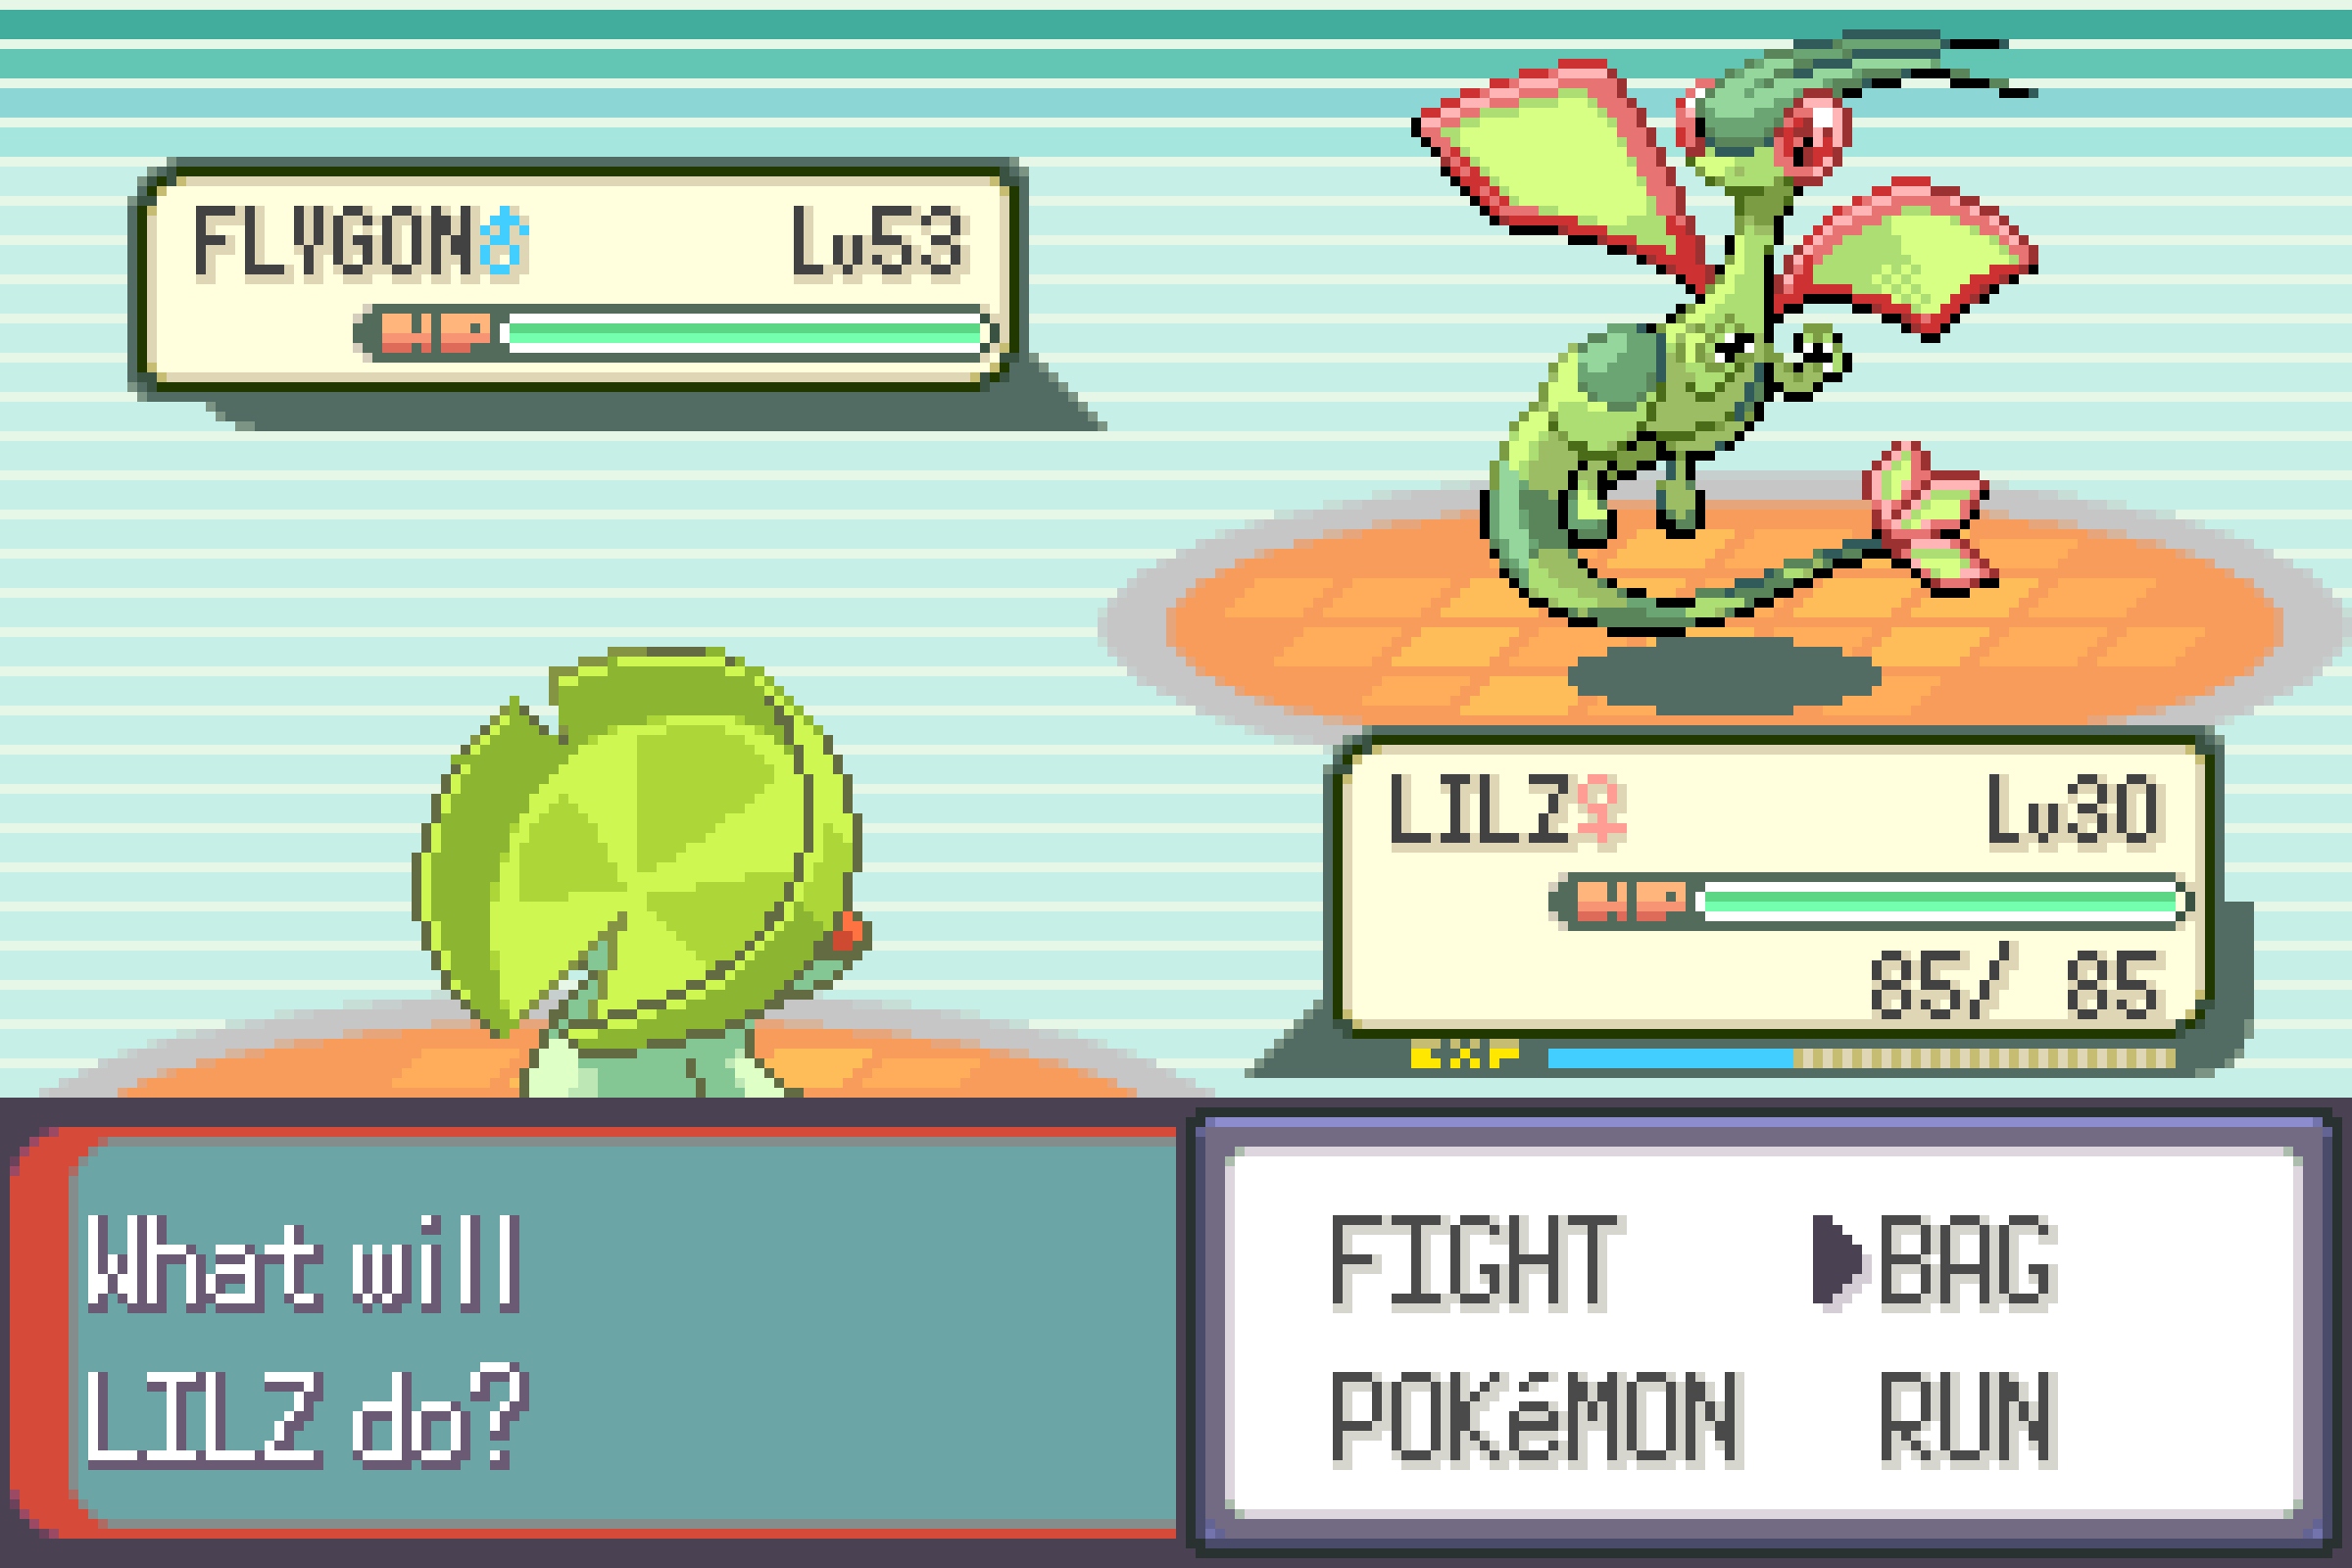 FLYGON♂ Lv53
HP
LILZ♀ Lv30
HP
85/ 85
EXP
What will
LILZ do?
FIGHT BAG
POKéMON RUN